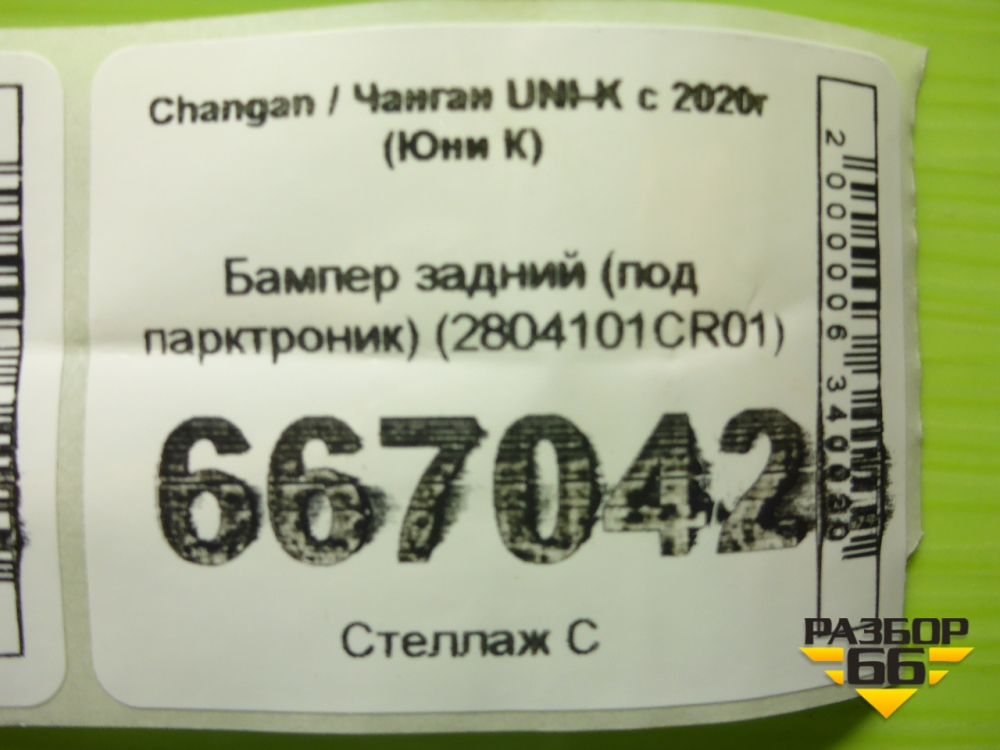 Changan / Чанган UNI-K с 2020г
(Юни К)
Бампер задний (под
парктроник) (2804101CR01)
667042
Стеллаж С
РАЗБОР
66